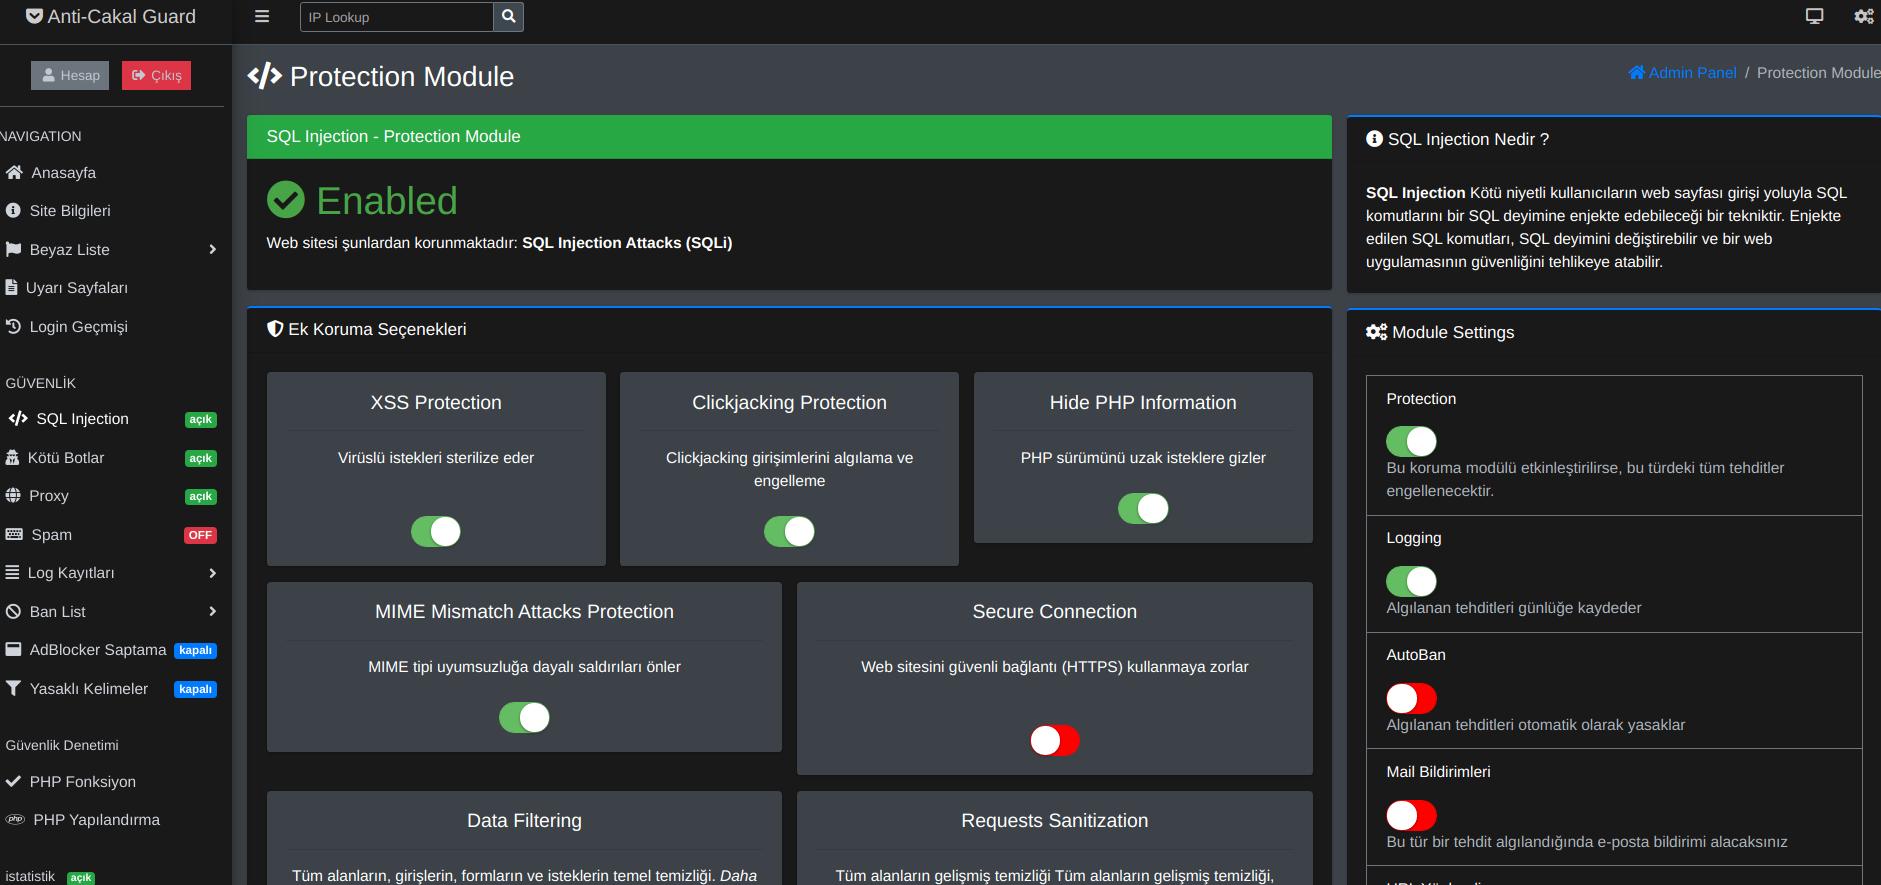 Anti-Cakal Guard
IP Lookup
Hesap
Çıkış
NAVIGATION
Anasayfa
Site Bilgileri
Beyaz Liste
Uyarı Sayfaları
Login Geçmişi
GÜVENLİK
SQL Injection açık
Kötü Botlar açık
Proxy açık
Spam OFF
Log Kayıtları
Ban List
AdBlocker Saptama kapalı
Yasaklı Kelimeler kapalı
Güvenlik Denetimi
PHP Fonksiyon
php PHP Yapılandırma
istatistik açık
Protection Module
Admin Panel / Protection Module
SQL Injection - Protection Module
Enabled
Web sitesi şunlardan korunmaktadır: SQL Injection Attacks (SQLi)
Ek Koruma Seçenekleri
XSS Protection
Virüslü istekleri sterilize eder
Clickjacking Protection
Clickjacking girişimlerini algılama ve
engelleme
Hide PHP Information
PHP sürümünü uzak isteklere gizler
MIME Mismatch Attacks Protection
MIME tipi uyumsuzluğa dayalı saldırıları önler
Secure Connection
Web sitesini güvenli bağlantı (HTTPS) kullanmaya zorlar
Data Filtering
Tüm alanların, girişlerin, formların ve isteklerin temel temizliği. Daha
Requests Sanitization
Tüm alanların gelişmiş temizliği Tüm alanların gelişmiş temizliği,
SQL Injection Nedir ?
SQL Injection Kötü niyetli kullanıcıların web sayfası girişi yoluyla SQL
komutlarını bir SQL deyimine enjekte edebileceği bir tekniktir. Enjekte
edilen SQL komutları, SQL deyimini değiştirebilir ve bir web
uygulamasının güvenliğini tehlikeye atabilir.
Module Settings
Protection
Bu koruma modülü etkinleştirilirse, bu türdeki tüm tehditler
engellenecektir.
Logging
Algılanan tehditleri günlüğe kaydeder
AutoBan
Algılanan tehditleri otomatik olarak yasaklar
Mail Bildirimleri
Bu tür bir tehdit algılandığında e-posta bildirimi alacaksınız